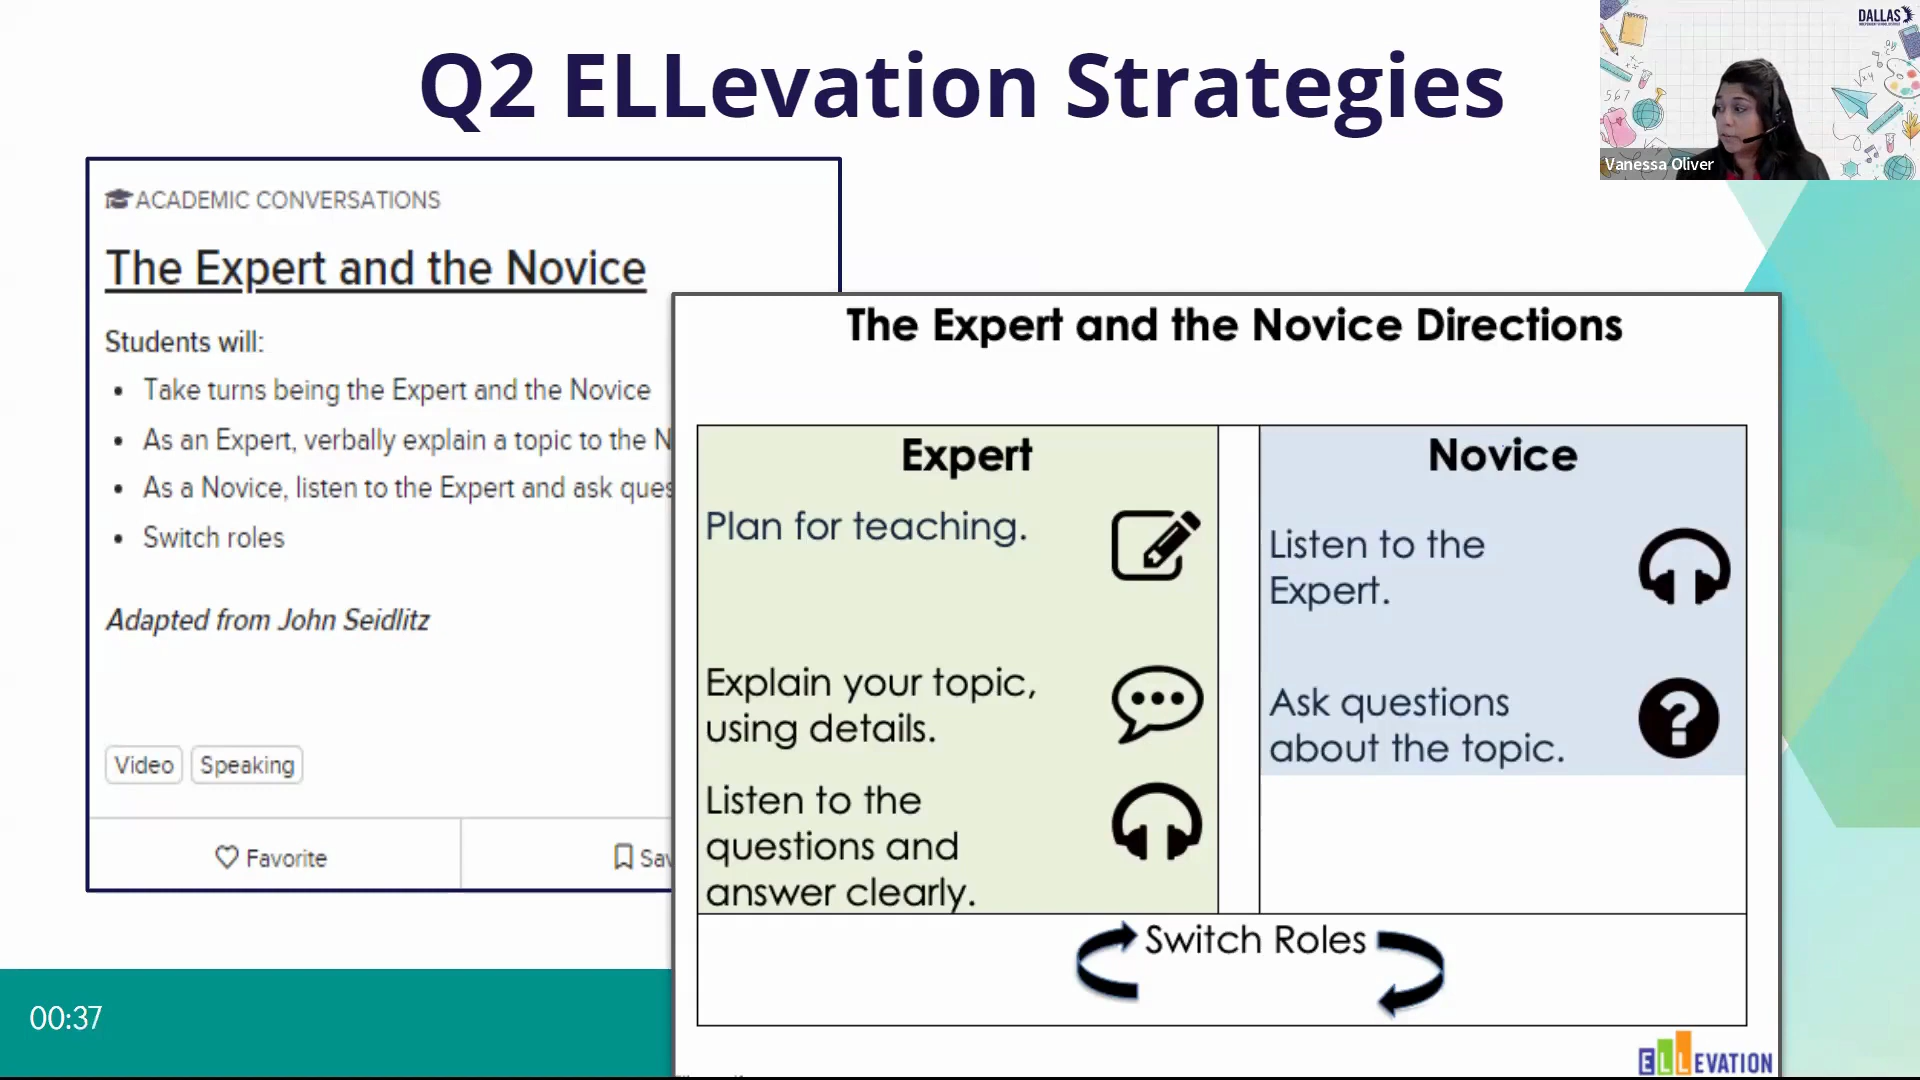 Q2 ELLevation Strategies
DALLAS
Vanessa Oliver
ACADEMIC CONVERSATIONS
The Expert and the Novice
Students will:
• Take turns being the Expert and the Novice
• As an Expert, verbally explain a topic to the N
• As a Novice, listen to the Expert and ask ques
• Switch roles
Adapted from John Seidlitz
Video Speaking
Favorite
Sav
The Expert and the Novice Directions
Expert
Plan for teaching.
Explain your topic,
using details.
Listen to the
questions and
answer clearly.
Novice
Listen to the
Expert.
Ask questions
about the topic.
Switch Roles
00:37
ELLEVATION